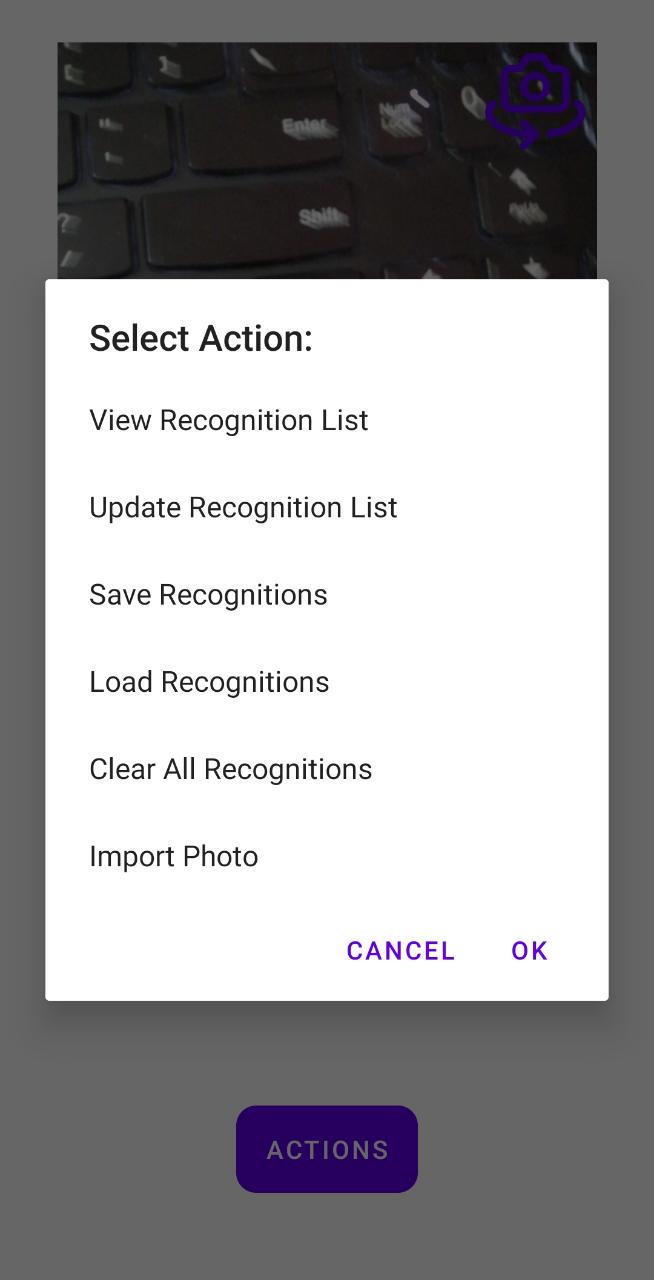 Enter
Num
Shift
?
Select Action:
View Recognition List
Update Recognition List
Save Recognitions
Load Recognitions
Clear All Recognitions
Import Photo
CANCEL OK
ACTIONS